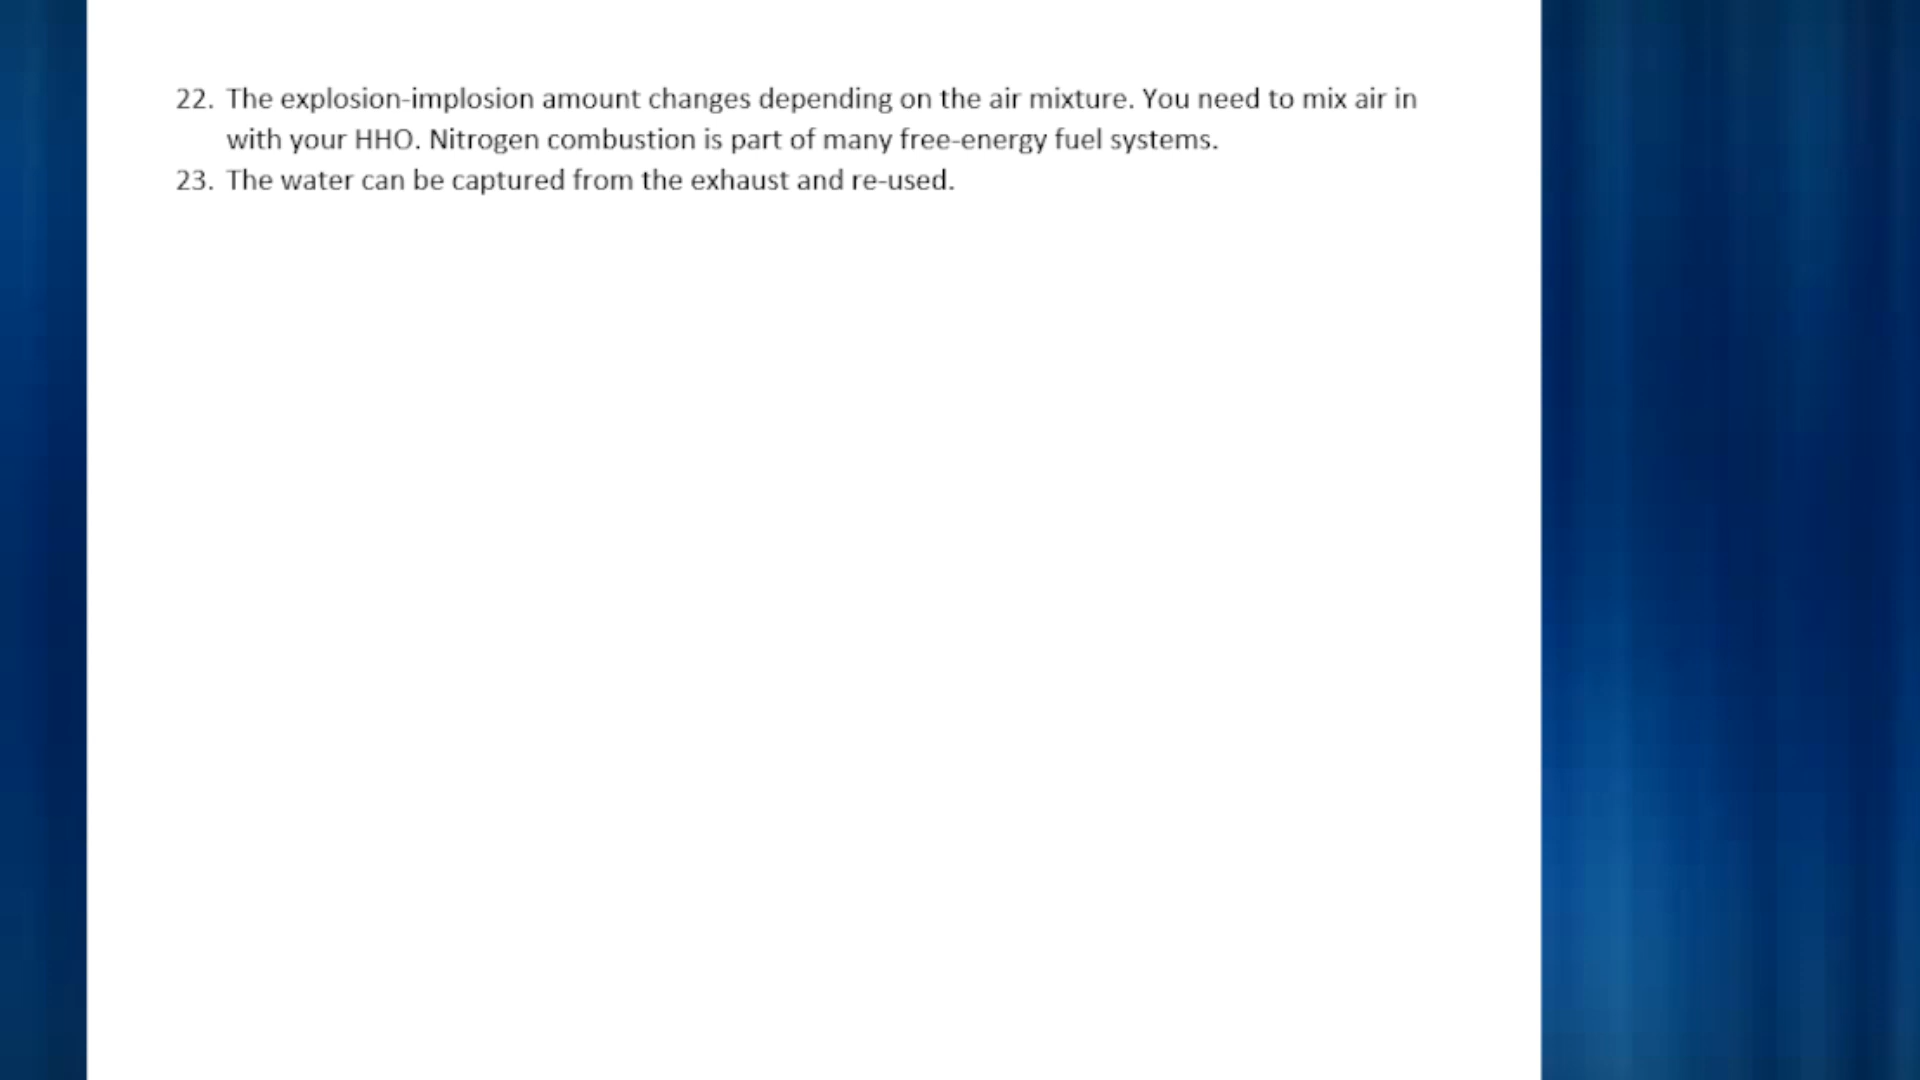 22. The explosion-implosion amount changes depending on the air mixture. You need to mix air in
with your HHO. Nitrogen combustion is part of many free-energy fuel systems.
23. The water can be captured from the exhaust and re-used.